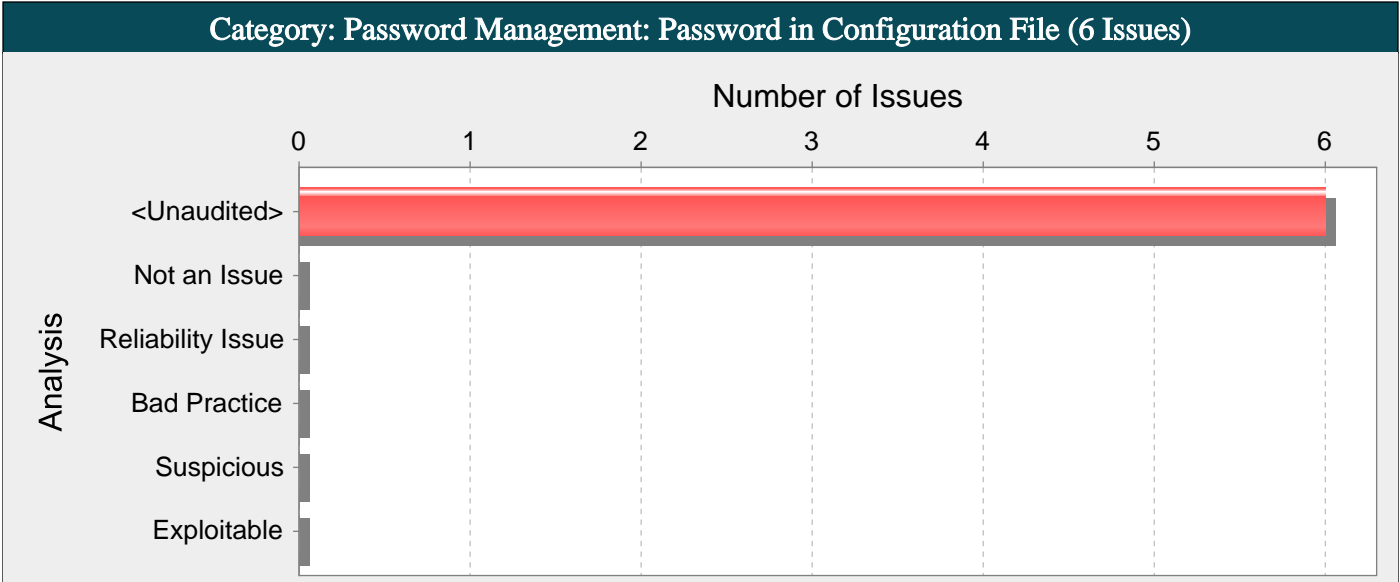 Category: Password Management: Password in Configuration File (6 Issues)
Number of Issues
0 1 2 3 4 5 6
<Unaudited>
Not an Issue
Reliability Issue
Bad Practice
Suspicious
Exploitable
Analysis